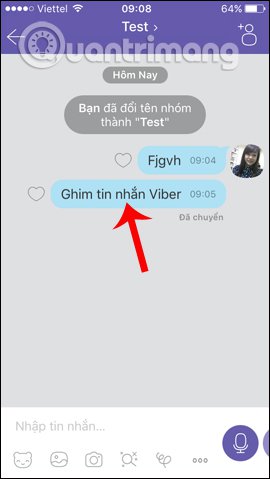 Viettel 09:08 64%
Test >
Quantrimang
Hôm Nay
Bạn đã đổi tên nhóm
thành "Test"
Fjgvh 09:04
Ghim tin nhắn Viber 09:05
Đã chuyển
Nhập tin nhắn...